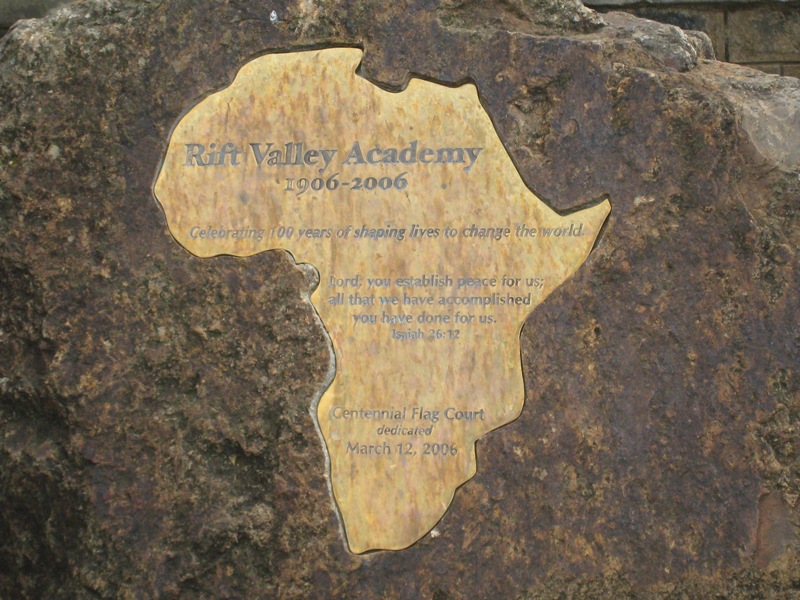 Rift Valley Academy
1906-2006
Celebrating 100 years of shaping lives to change the world.
Lord, you establish peace for us;
all that we have accomplished
you have done for us.
Isaiah 26:12
Centennial Flag Court
dedicated
March 12, 2006